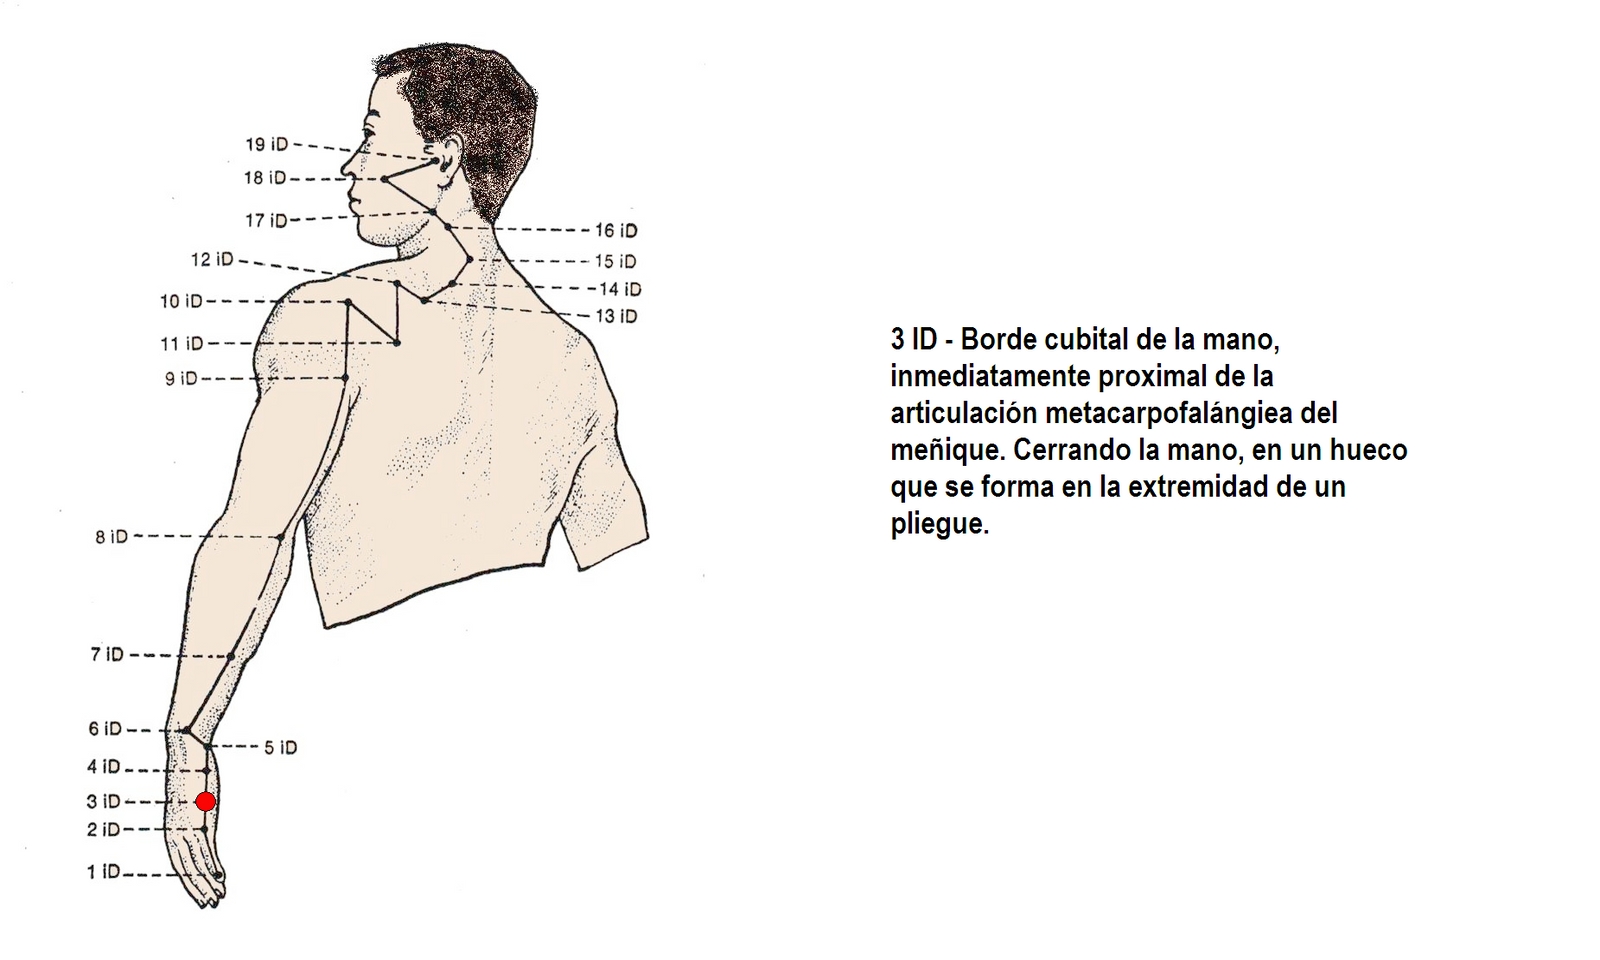 19 iD
18 iD
17 iD
16 iD
12 iD
15 iD
14 iD
10 iD
13 iD
11 iD
9 iD
8 iD
7 iD
6 iD
5 iD
4 iD
3 iD
2 iD
1 iD
3 ID - Borde cubital de la mano,
inmediatamente proximal de la
articulación metacarpofalángiea del
meñique. Cerrando la mano, en un hueco
que se forma en la extremidad de un
pliegue.